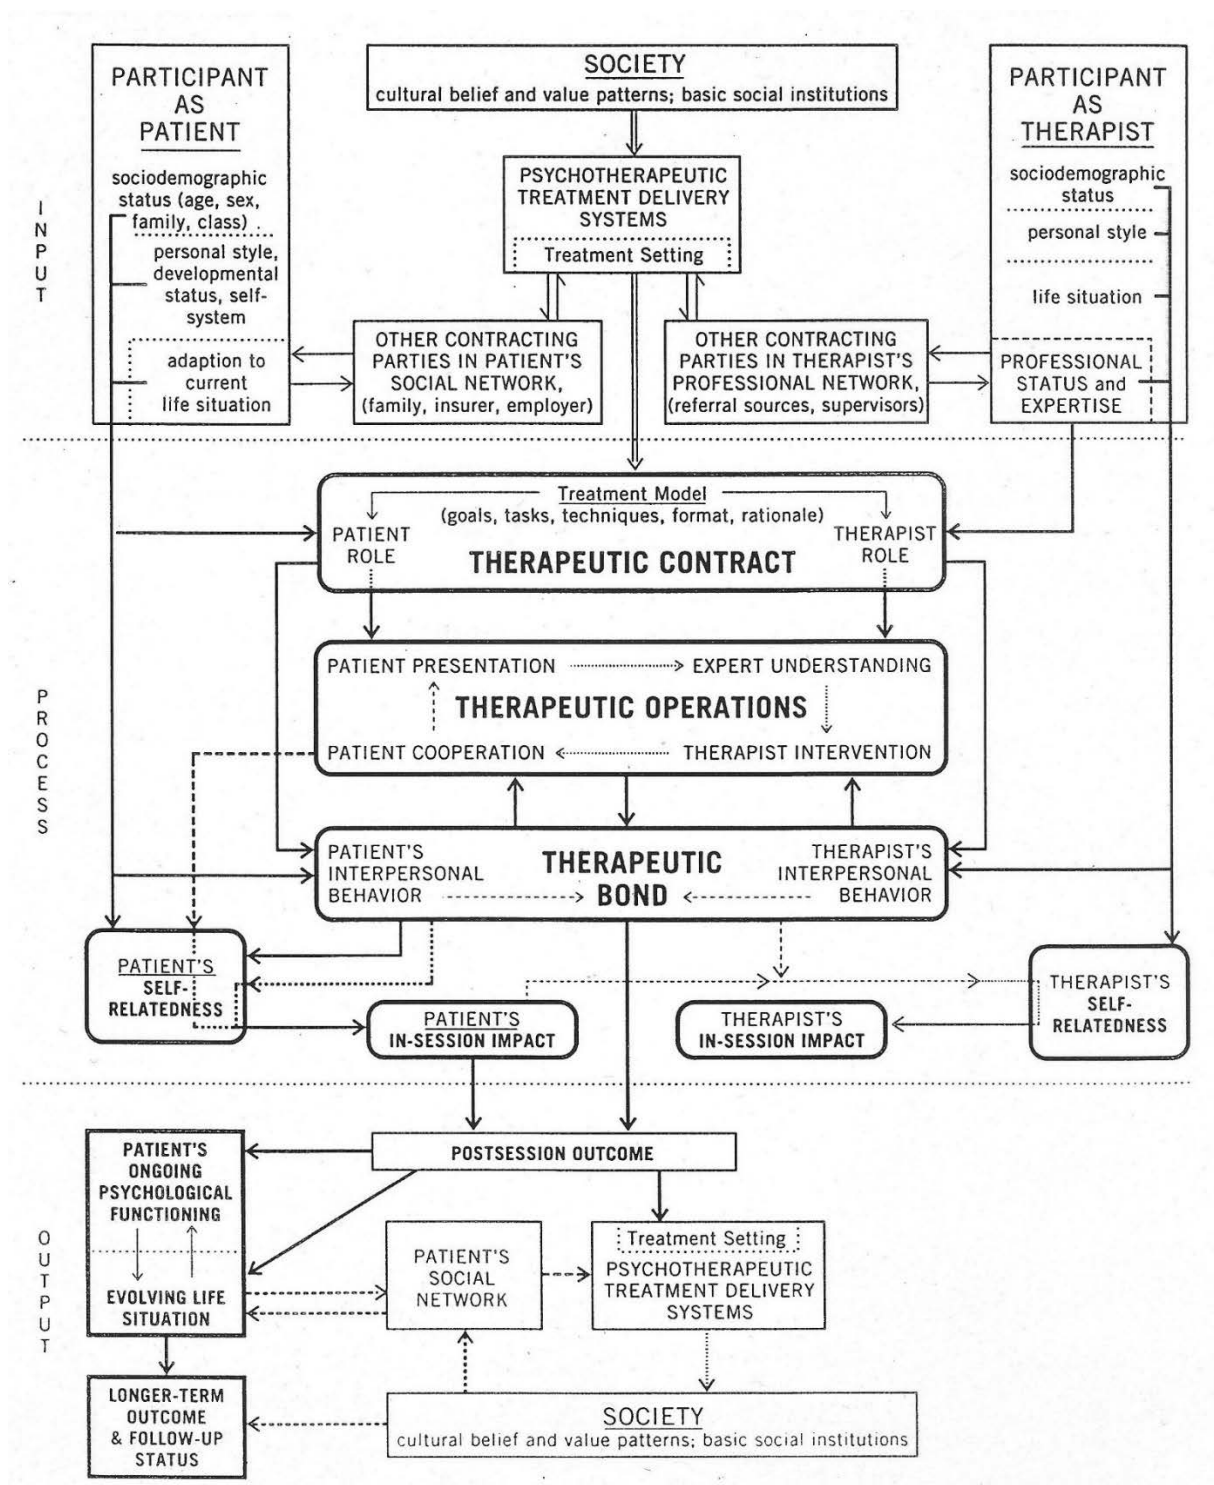 PARTICIPANT
AS
PATIENT
sociodemographic
status (age, sex,
family, class) .
personal style,
developmental
status, self-
system
adaption to
current
life situation
SOCIETY
cultural belief and value patterns; basic social institutions
PSYCHOTHERAPEUTIC
TREATMENT DELIVERY
SYSTEMS
Treatment Setting
PARTICIPANT
AS
THERAPIST
sociodemographic
status
personal style
life situation
PROFESSIONAL
STATUS and
EXPERTISE
OTHER CONTRACTING
PARTIES IN PATIENT'S
SOCIAL NETWORK,
(family, insurer, employer)
OTHER CONTRACTING
PARTIES IN THERAPIST'S
PROFESSIONAL NETWORK,
(referral sources, supervisors)
INPUT
Treatment Model
(goals, tasks, techniques, format, rationale)
PATIENT
ROLE
THERAPIST
ROLE
THERAPEUTIC CONTRACT
PATIENT PRESENTATION
EXPERT UNDERSTANDING
THERAPEUTIC OPERATIONS
PATIENT COOPERATION
THERAPIST INTERVENTION
PROCESS
PATIENT'S
INTERPERSONAL
BEHAVIOR
THERAPEUTIC
BOND
THERAPIST'S
INTERPERSONAL
BEHAVIOR
PATIENT'S
SELF-
RELATEDNESS
PATIENT'S
IN-SESSION IMPACT
THERAPIST'S
IN-SESSION IMPACT
THERAPIST'S
SELF-
RELATEDNESS
POSTSESSION OUTCOME
PATIENT'S
ONGOING
PSYCHOLOGICAL
FUNCTIONING
EVOLVING LIFE
SITUATION
PATIENT'S
SOCIAL
NETWORK
Treatment Setting
PSYCHOTHERAPEUTIC
TREATMENT DELIVERY
SYSTEMS
OUTPUT
LONGER-TERM
OUTCOME
& FOLLOW-UP
STATUS
SOCIETY
cultural belief and value patterns; basic social institutions